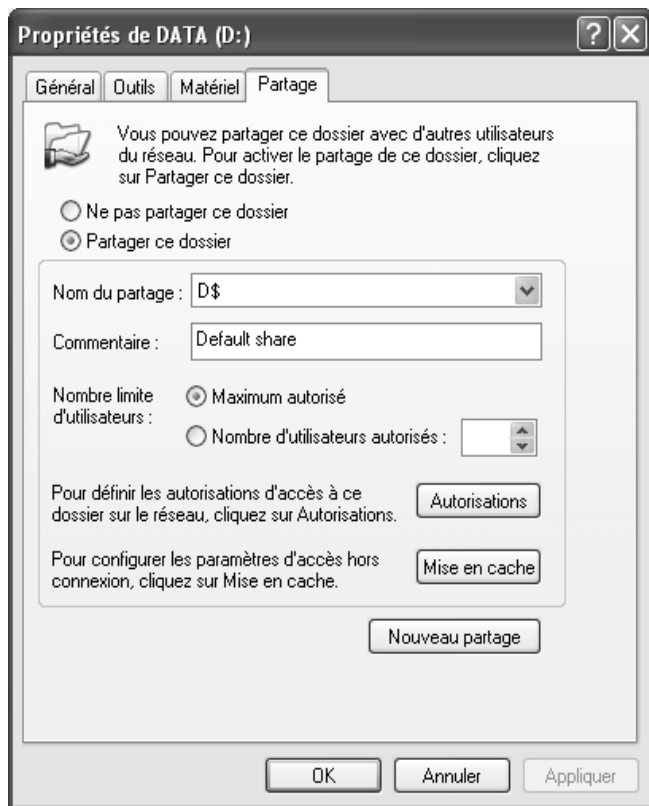 Propriétés de DATA (D:)
Général Outils Matériel Partage
Vous pouvez partager ce dossier avec d'autres utilisateurs
du réseau. Pour activer le partage de ce dossier, cliquez
sur Partager ce dossier.
Ne pas partager ce dossier
Partager ce dossier
Nom du partage : D$
Commentaire : Default share
Nombre limite
d'utilisateurs :
Maximum autorisé
Nombre d'utilisateurs autorisés :
Pour définir les autorisations d'accès à ce
dossier sur le réseau, cliquez sur Autorisations.
Autorisations
Pour configurer les paramètres d'accès hors
connexion, cliquez sur Mise en cache.
Mise en cache
Nouveau partage
OK Annuler Appliquer